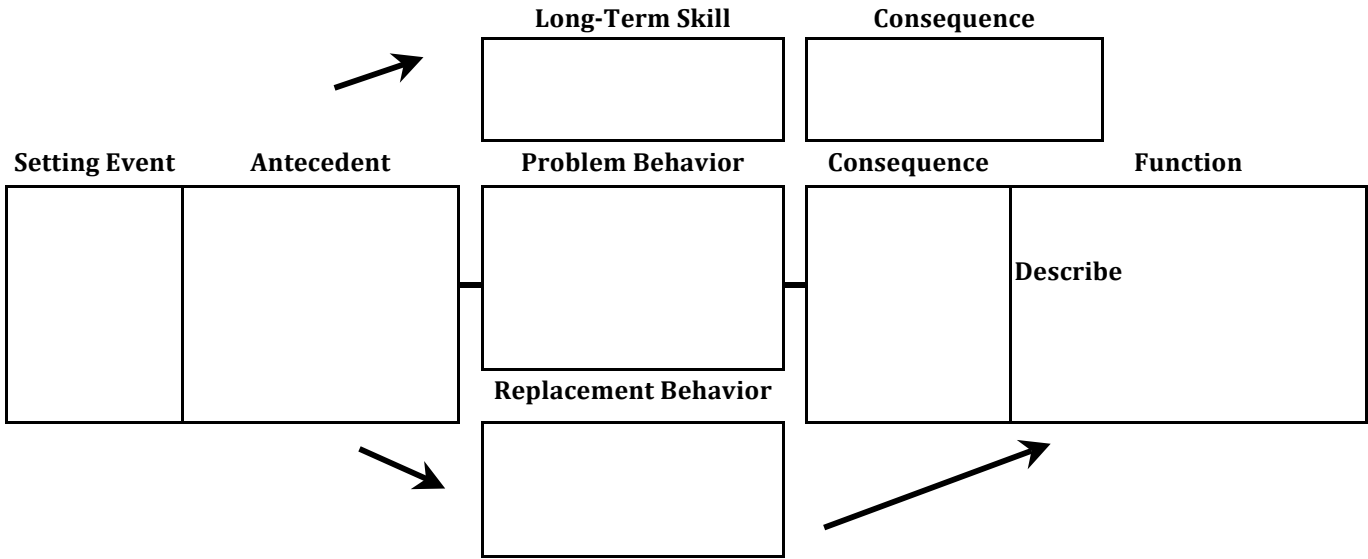 Long-Term Skill Consequence
Setting Event Antecedent Problem Behavior Consequence Function
Describe
Replacement Behavior